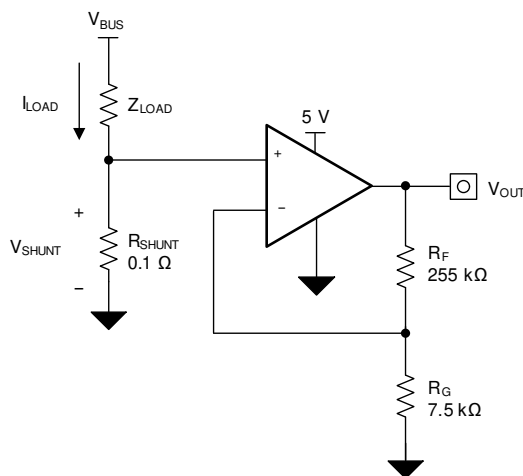 VBUS
ILOAD
ZLOAD
5 V
+
−
VOUT
+
VSHUNT
−
RSHUNT
0.1 Ω
RF
255 kΩ
RG
7.5 kΩ